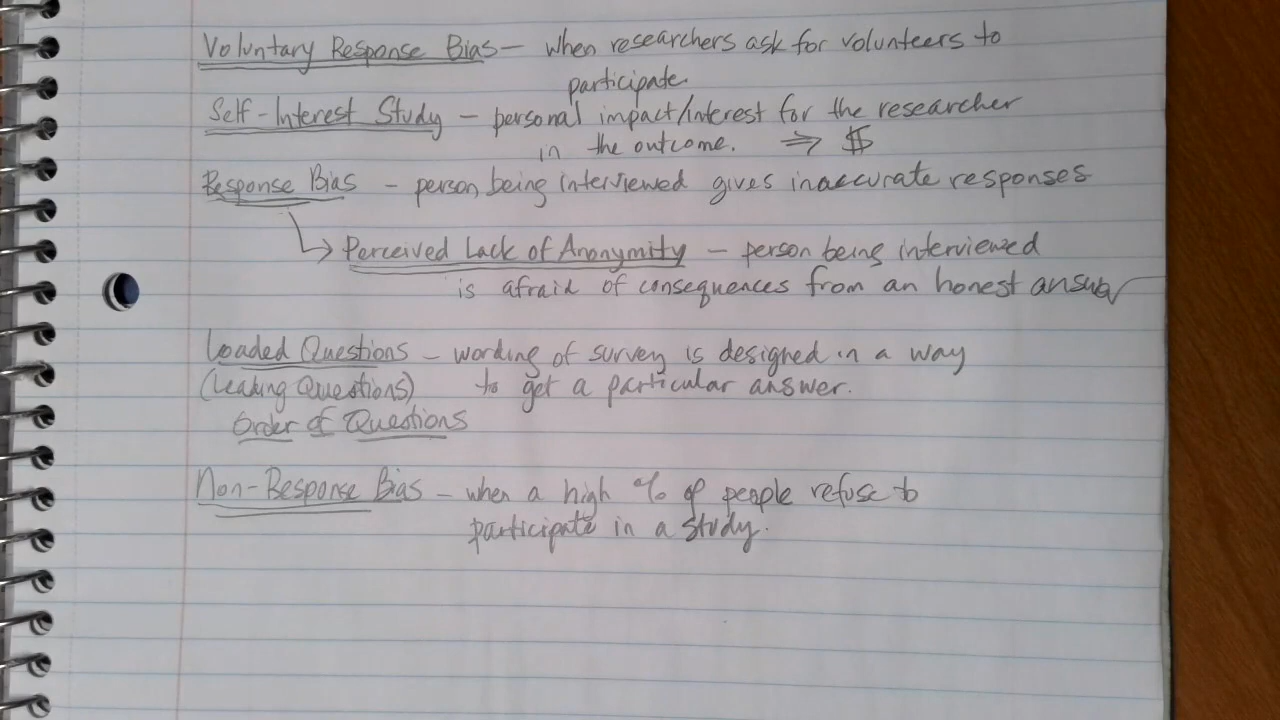 Voluntary Response Bias – when researchers ask for volunteers to
participate.
Self-Interest Study – personal impact/interest for the researcher
in the outcome. ⇒ $
Response Bias – person being interviewed gives inaccurate responses
↳ Perceived Lack of Anonymity – person being interviewed
is afraid of consequences from an honest answer
Loaded Questions – wording of survey is designed in a way
(Leading Questions) to get a particular answer.
Order of Questions
Non-Response Bias – when a high % of people refuse to
participate in a study.